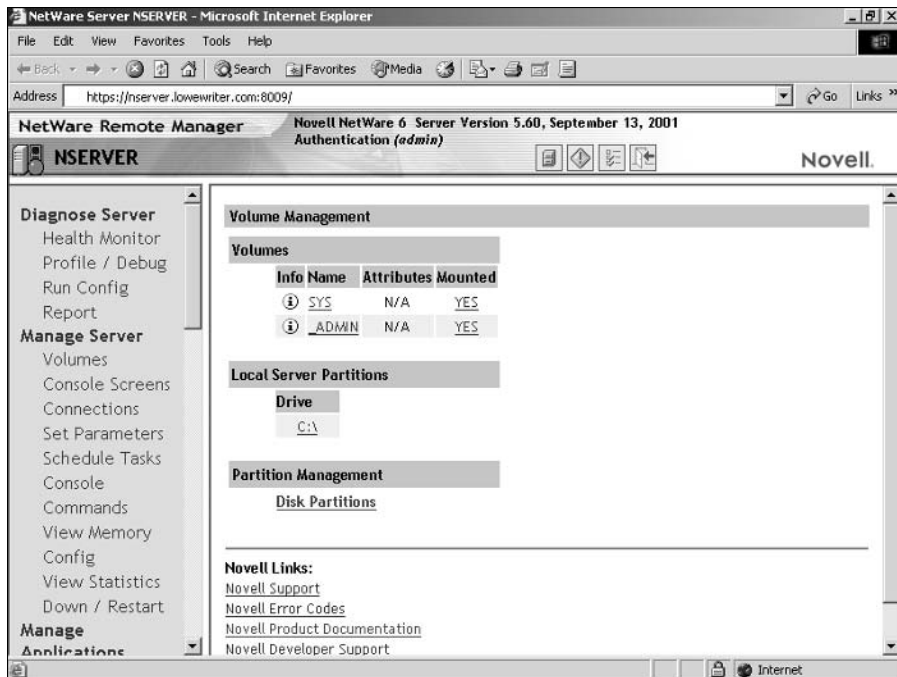 NetWare Server NSERVER - Microsoft Internet Explorer
File Edit View Favorites Tools Help
Back Search Favorites Media
Address https://nserver.lowewriter.com:8009/ Go Links »
NetWare Remote Manager
Novell NetWare 6 Server Version 5.60, September 13, 2001
Authentication (admin)
NSERVER
Novell.
Diagnose Server
Health Monitor
Profile / Debug
Run Config
Report
Manage Server
Volumes
Console Screens
Connections
Set Parameters
Schedule Tasks
Console
Commands
View Memory
Config
View Statistics
Down / Restart
Manage
Applications
Volume Management
Volumes
Info Name Attributes Mounted
SYS N/A YES
_ADMIN N/A YES
Local Server Partitions
Drive
C:\
Partition Management
Disk Partitions
Novell Links:
Novell Support
Novell Error Codes
Novell Product Documentation
Novell Developer Support
Internet